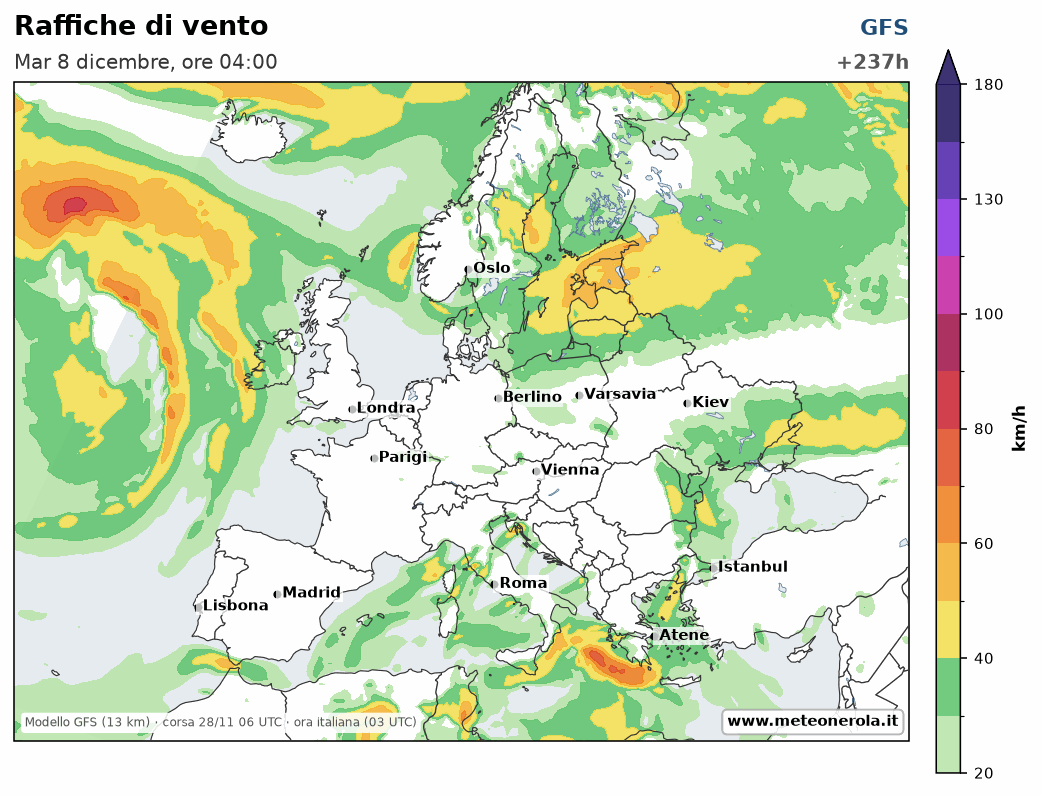 Raffiche di vento
GFS
Mar 8 dicembre, ore 04:00
+237h
180
130
100
80
60
40
20
km/h
Oslo
Londra
Berlino
Varsavia
Kiev
Parigi
Vienna
Istanbul
Roma
Madrid
Lisbona
Atene
Modello GFS (13 km) · corsa 28/11 06 UTC · ora italiana (03 UTC)
www.meteonerola.it